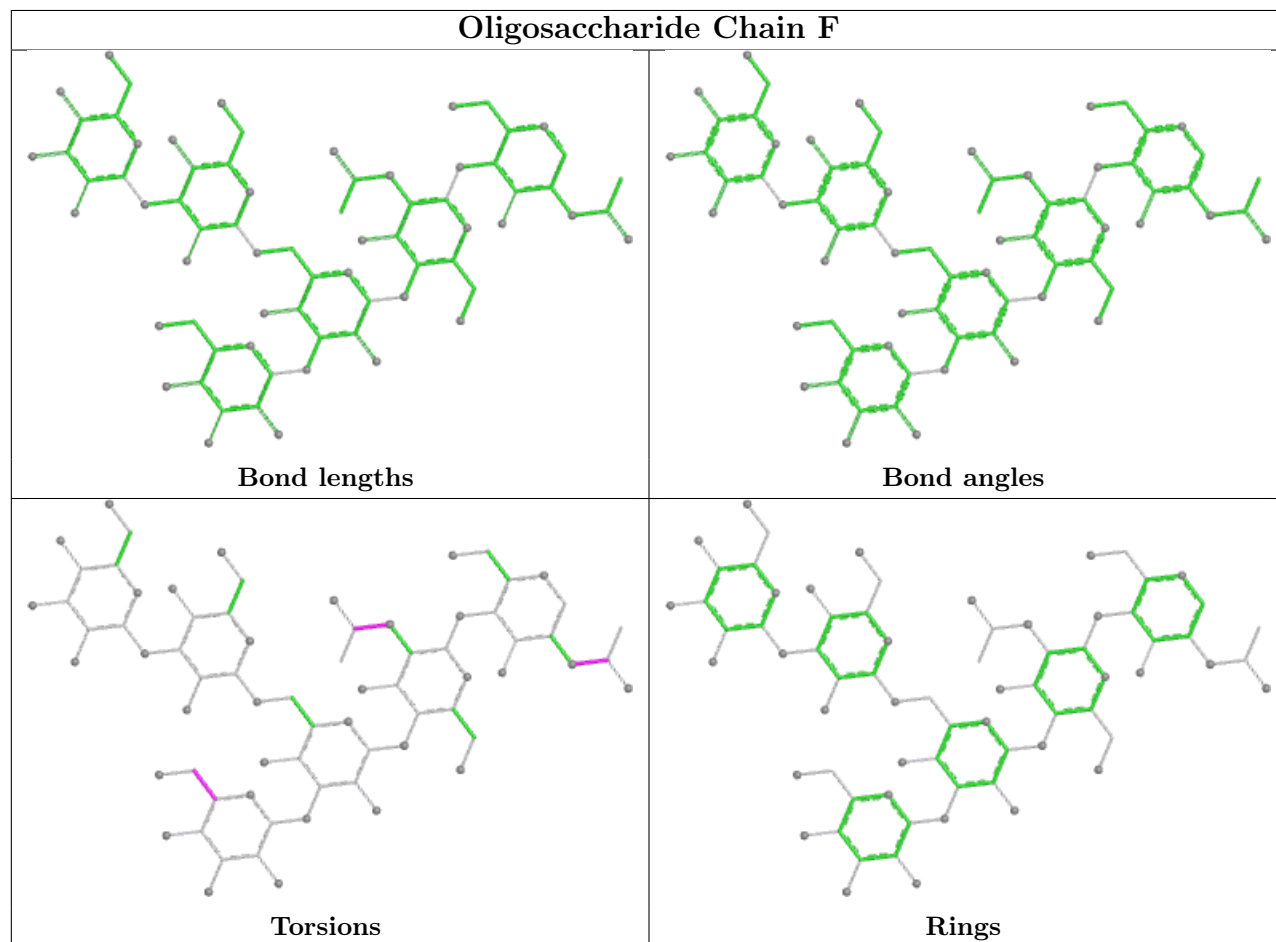 Oligosaccharide Chain F
Bond lengths
Bond angles
Torsions
Rings